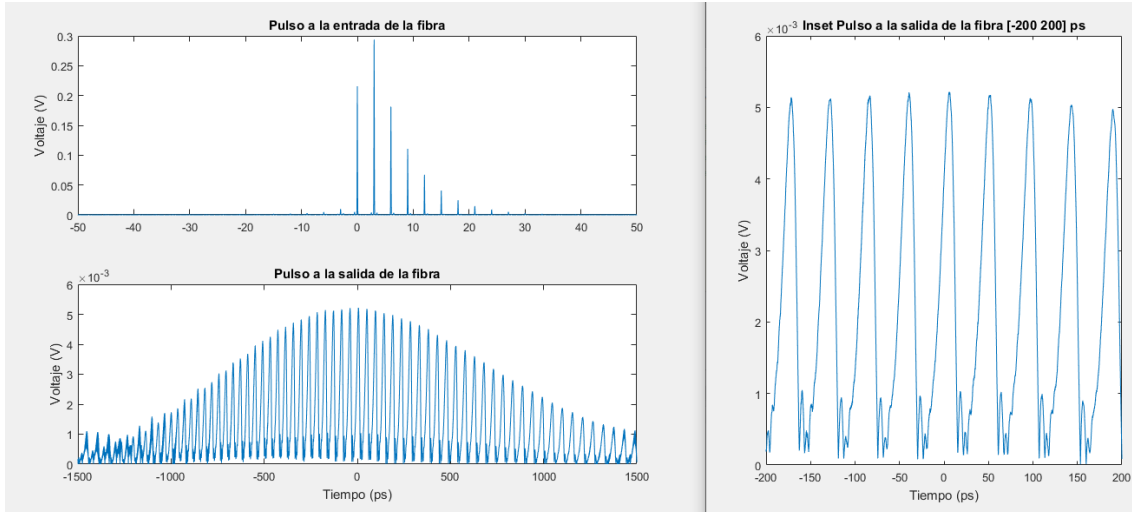 Pulso a la entrada de la fibra
0.3
0.25
0.2
0.15
0.1
0.05
0
Voltaje (V)
-50 -40 -30 -20 -10 0 10 20 30 40 50
Pulso a la salida de la fibra
×10⁻³
6
5
4
3
2
1
0
Voltaje (V)
-1500 -1000 -500 0 500 1000 1500
Tiempo (ps)
Inset Pulso a la salida de la fibra [-200 200] ps
×10⁻³
6
5
4
3
2
1
0
Voltaje (V)
-200 -150 -100 -50 0 50 100 150 200
Tiempo (ps)